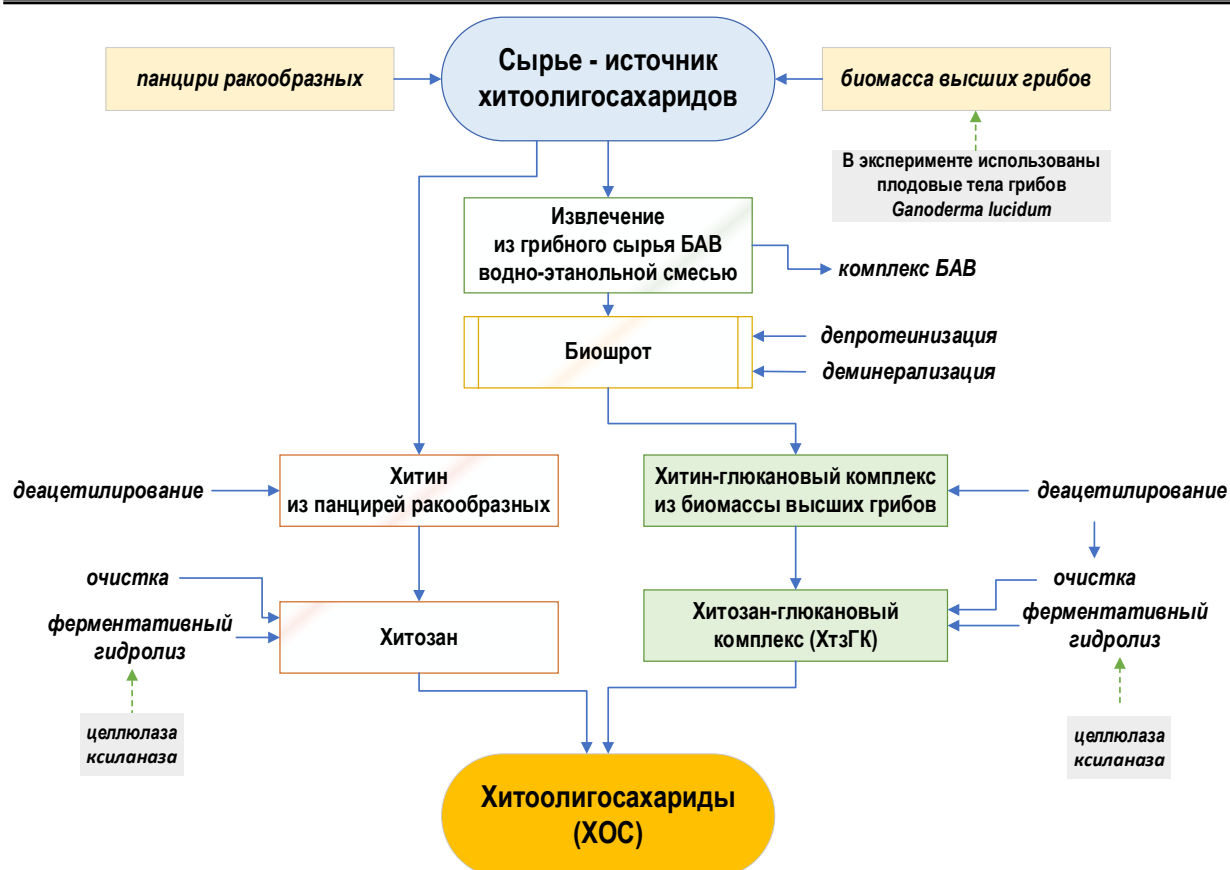 Сырье - источник
хитоолигосахаридов
панцири ракообразных
биомасса высших грибов
В эксперименте использованы
плодовые тела грибов
Ganoderma lucidum
Извлечение
из грибного сырья БАВ
водно-этанольной смесью
комплекс БАВ
Биошрот
депротеинизация
деминерализация
деацетилирование
Хитин
из панцирей ракообразных
Хитин-глюкановый комплекс
из биомассы высших грибов
деацетилирование
очистка
ферментативный
гидролиз
Хитозан
Хитозан-глюкановый
комплекс (ХтзГК)
очистка
ферментативный
гидролиз
целлюлаза
ксиланаза
целлюлаза
ксиланаза
Хитоолигосахариды
(ХОС)